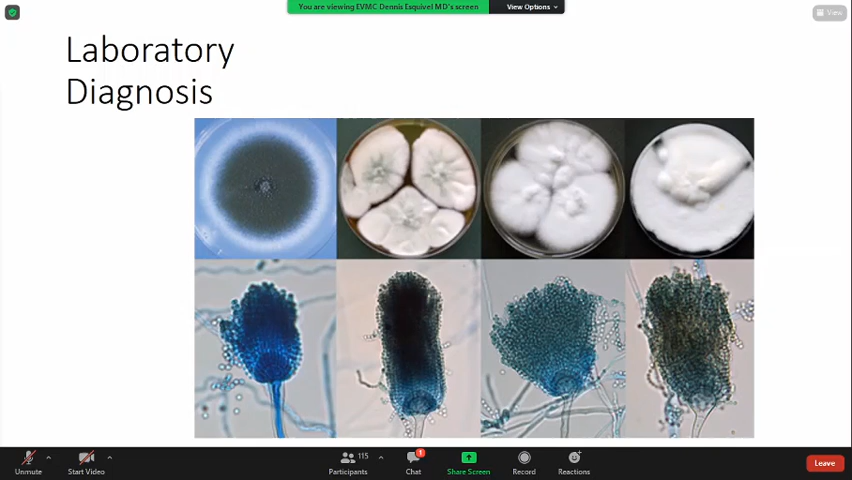 You are viewing EVMC Dennis Esquivel MD's screen
View Options
View
Laboratory
Diagnosis
115
1
Unmute
Start Video
Participants
Chat
Share Screen
Record
Reactions
Leave